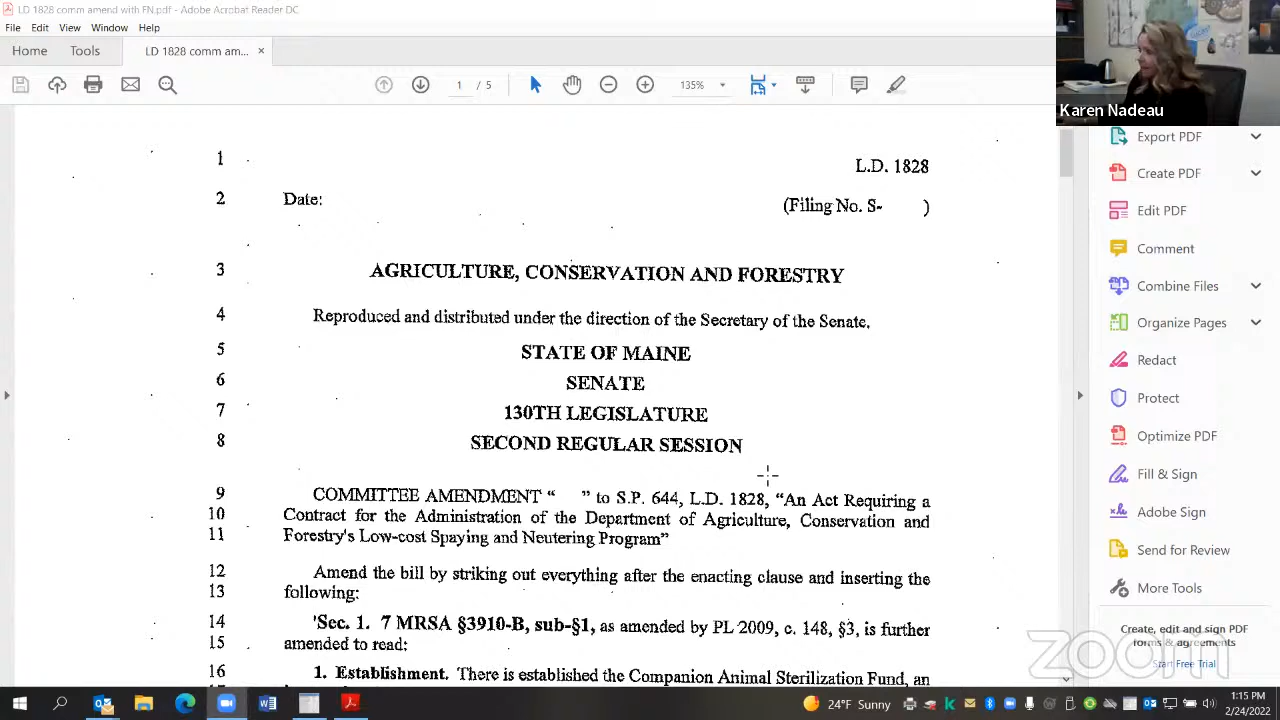 LD 1828 comm amend with FN.pdf - Adobe Acrobat Reader DC
File Edit View Window Help
Home Tools LD 1828 comm am... ×
1 / 5 135%
Karen Nadeau
Export PDF
Create PDF
Edit PDF
Comment
Combine Files
Organize Pages
Redact
Protect
Optimize PDF
Fill & Sign
Adobe Sign
Send for Review
More Tools
Create, edit and sign PDF
forms & agreements
Start Free Trial
1 L.D. 1828
2 Date: (Filing No. S- )
3 AGRICULTURE, CONSERVATION AND FORESTRY
4 Reproduced and distributed under the direction of the Secretary of the Senate.
5 STATE OF MAINE
6 SENATE
7 130TH LEGISLATURE
8 SECOND REGULAR SESSION
9 COMMITTEE AMENDMENT “ ” to S.P. 644, L.D. 1828, “An Act Requiring a
10 Contract for the Administration of the Department of Agriculture, Conservation and
11 Forestry's Low-cost Spaying and Neutering Program”
12 Amend the bill by striking out everything after the enacting clause and inserting the
13 following:
14 'Sec. 1. 7 MRSA §3910-B, sub-§1, as amended by PL 2009, c. 148, §3, is further
15 amended to read:
16 1. Establishment. There is established the Companion Animal Sterilization Fund, an
zoom
24°F Sunny
1:15 PM
2/24/2022